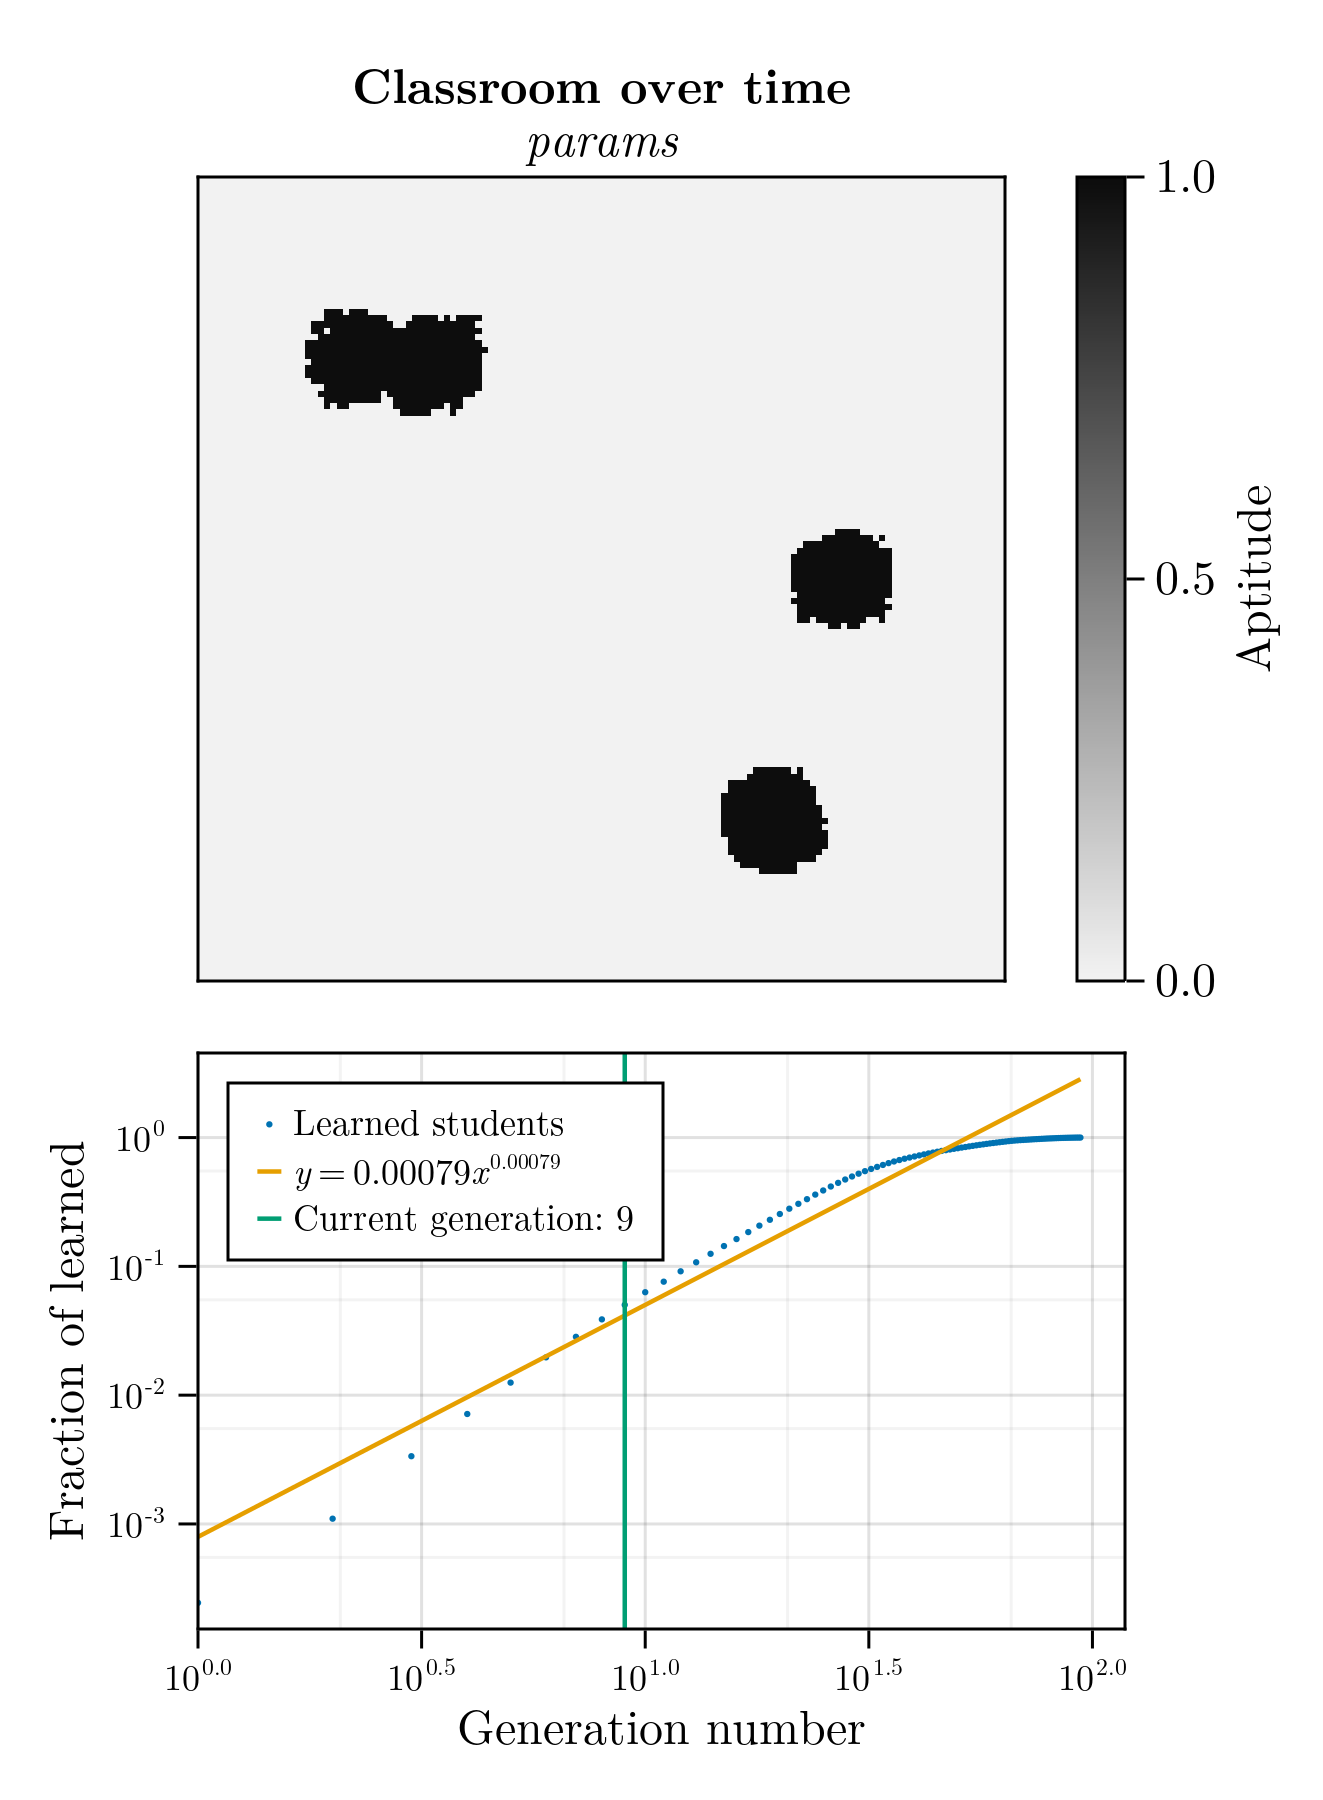 Classroom over time
params
1.0
0.5
0.0
Aptitude
Learned students
y = 0.00079x^0.00079
Current generation: 9
10^0
10^-1
10^-2
10^-3
Fraction of learned
10^0.0 10^0.5 10^1.0 10^1.5 10^2.0
Generation number